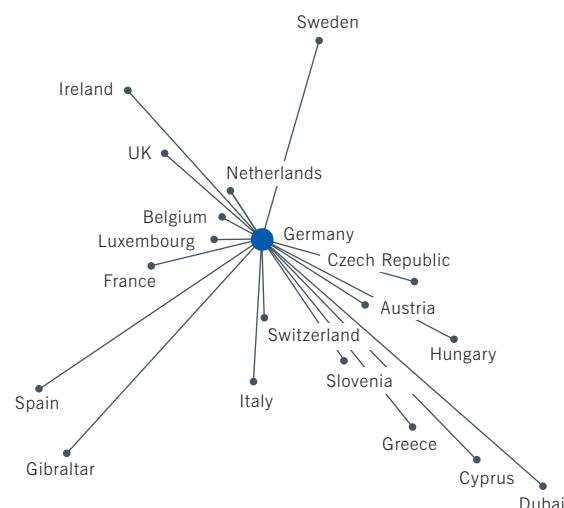 Sweden
Ireland
UK
Netherlands
Belgium
Germany
Luxembourg
Czech Republic
France
Austria
Switzerland
Hungary
Slovenia
Italy
Spain
Greece
Gibraltar
Cyprus
Dubai